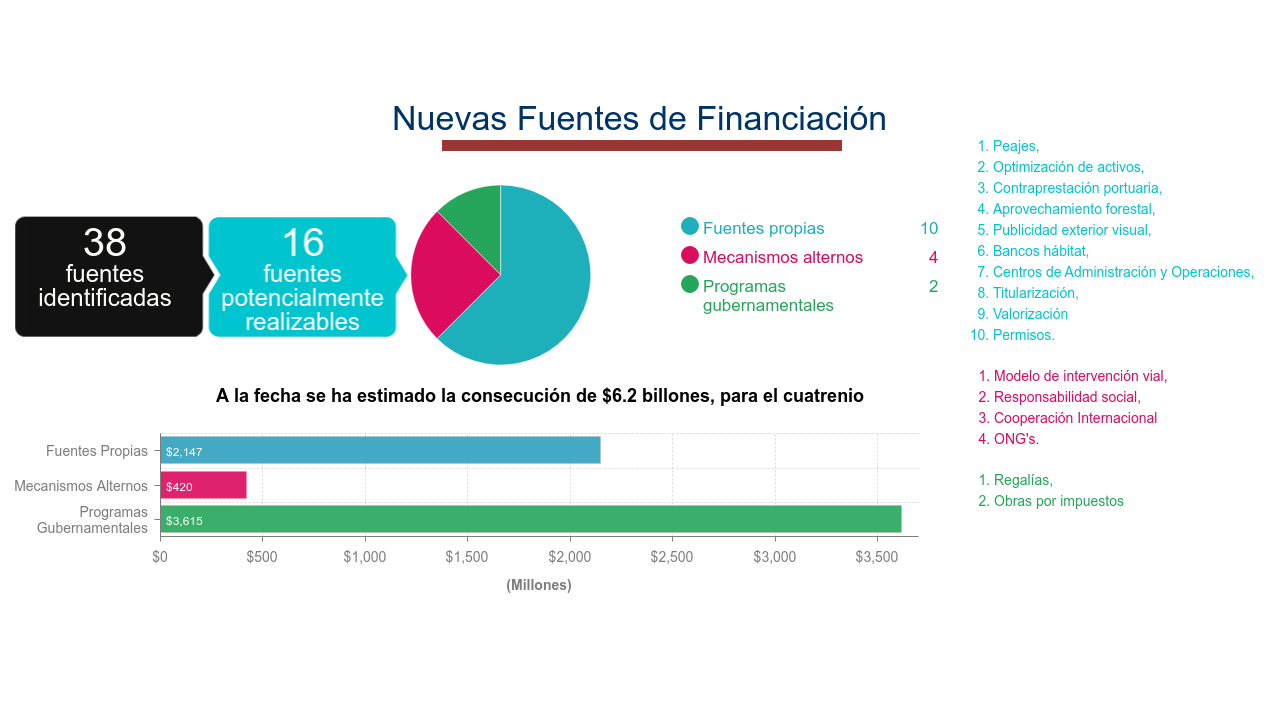 Nuevas Fuentes de Financiación
38
fuentes
identificadas
16
fuentes
potencialmente
realizables
Fuentes propias 10
Mecanismos alternos 4
Programas 2
gubernamentales
1. Peajes,
2. Optimización de activos,
3. Contraprestación portuaria,
4. Aprovechamiento forestal,
5. Publicidad exterior visual,
6. Bancos hábitat,
7. Centros de Administración y Operaciones,
8. Titularización,
9. Valorización
10. Permisos.
1. Modelo de intervención vial,
2. Responsabilidad social,
3. Cooperación Internacional
4. ONG's.
1. Regalías,
2. Obras por impuestos
A la fecha se ha estimado la consecución de $6.2 billones, para el cuatrenio
Fuentes Propias $2,147
Mecanismos Alternos $420
Programas
Gubernamentales $3,615
$0 $500 $1,000 $1,500 $2,000 $2,500 $3,000 $3,500
(Millones)